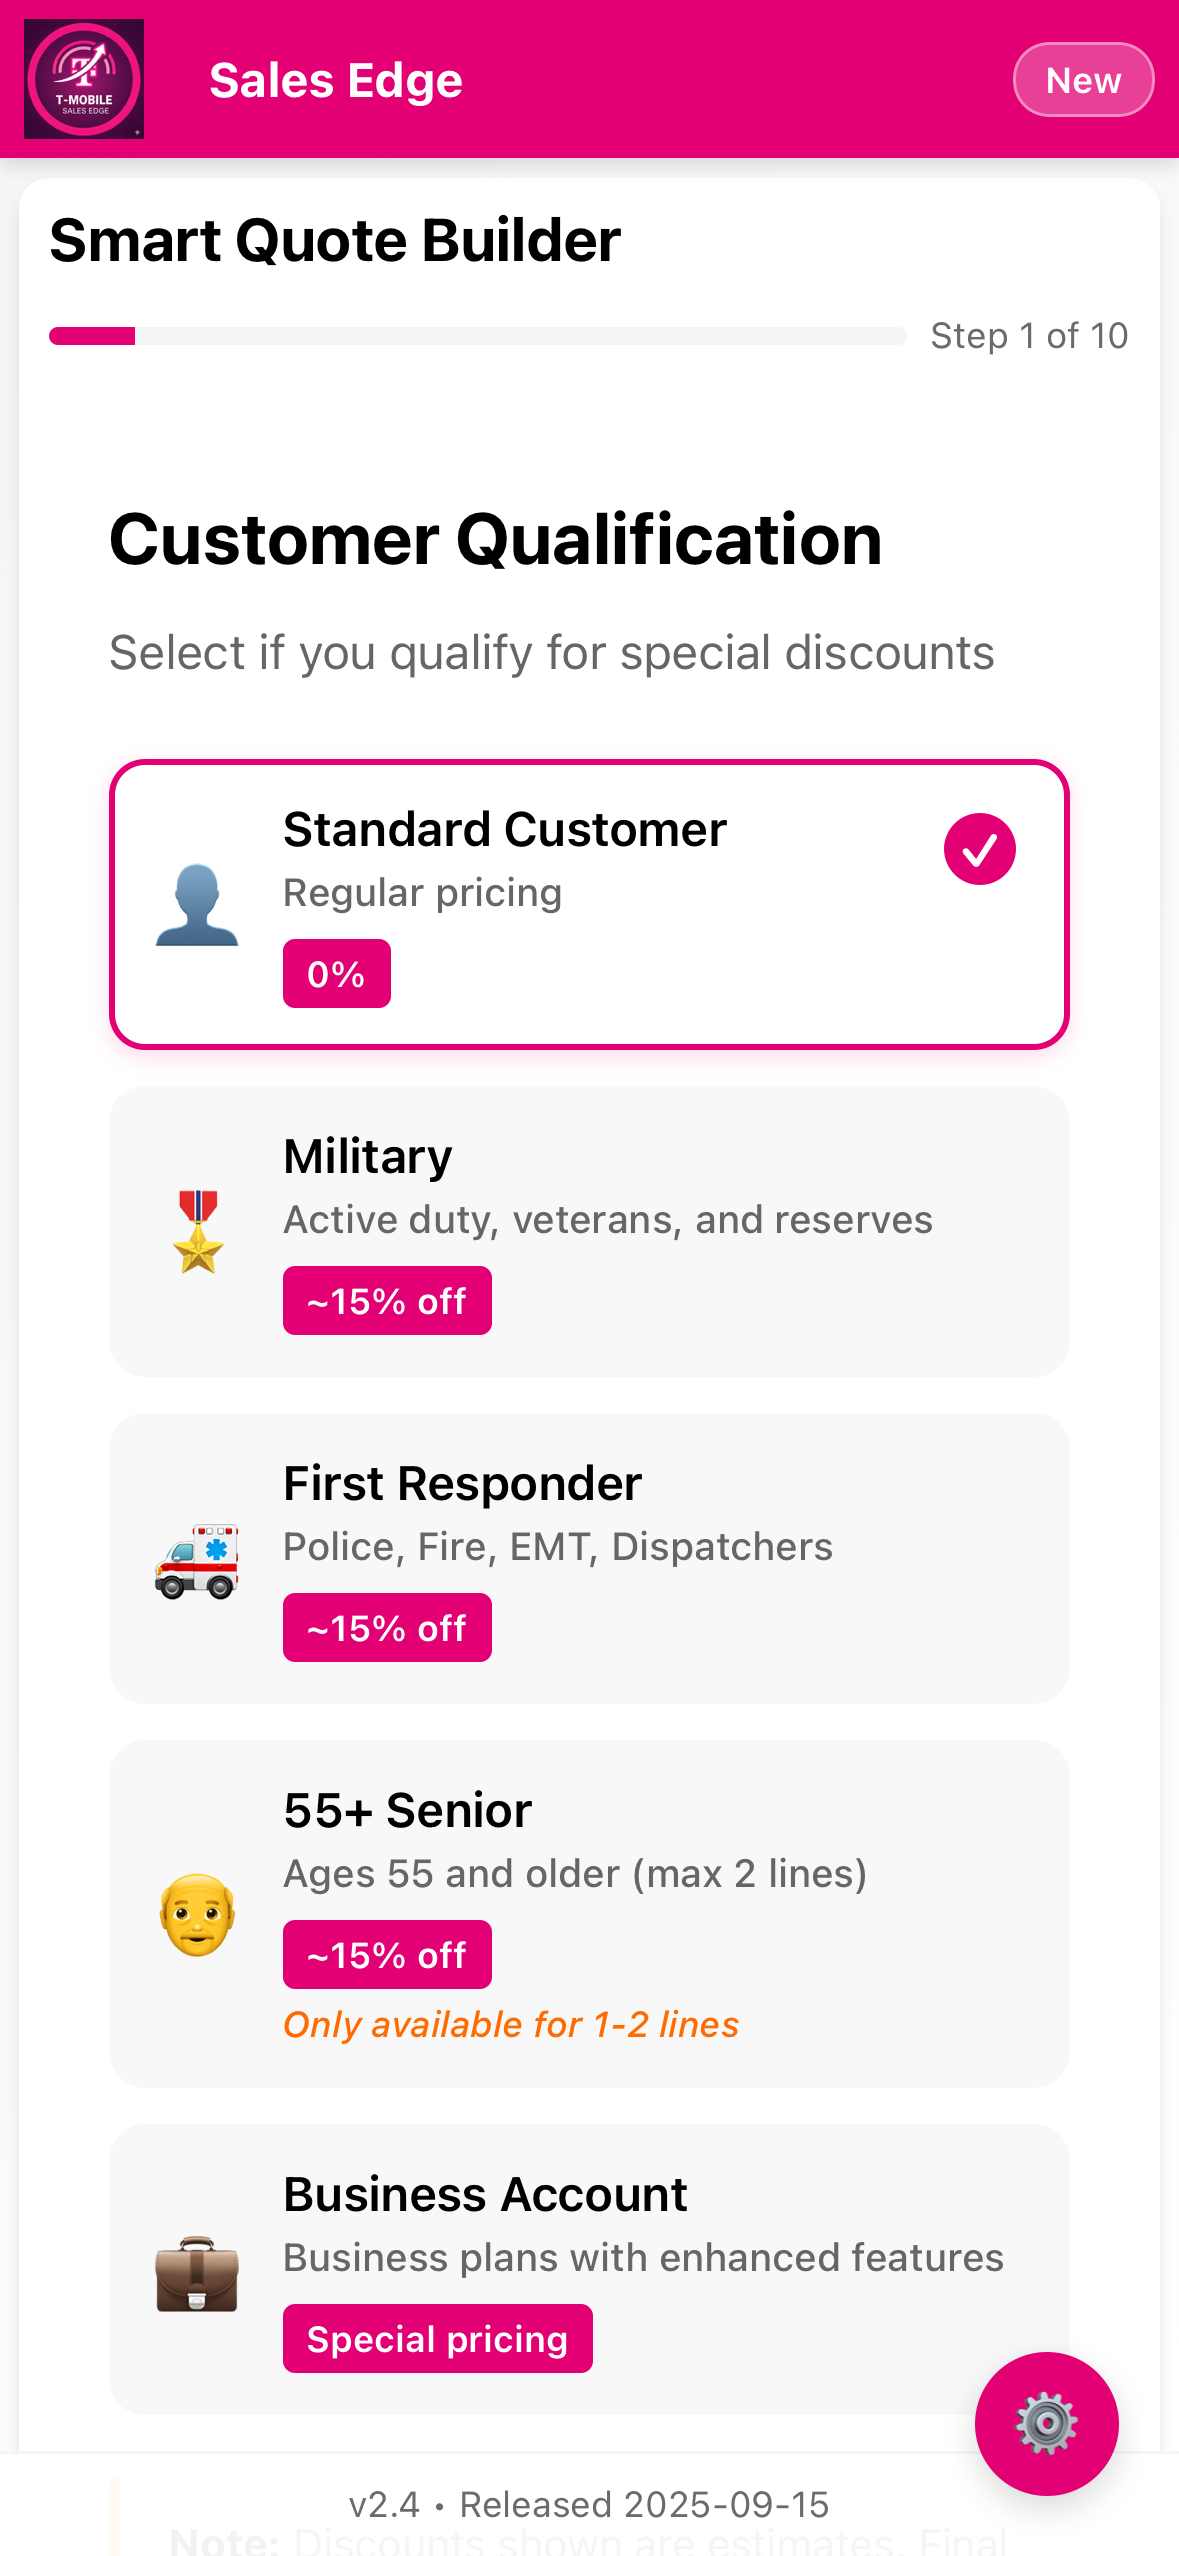 T-MOBILE
SALES EDGE
Sales Edge
New
Smart Quote Builder
Step 1 of 10
Customer Qualification
Select if you qualify for special discounts
Standard Customer
Regular pricing
0%
Military
Active duty, veterans, and reserves
~15% off
First Responder
Police, Fire, EMT, Dispatchers
~15% off
55+ Senior
Ages 55 and older (max 2 lines)
~15% off
Only available for 1-2 lines
Business Account
Business plans with enhanced features
Special pricing
v2.4 • Released 2025-09-15
Note: Discounts shown are estimates. Final